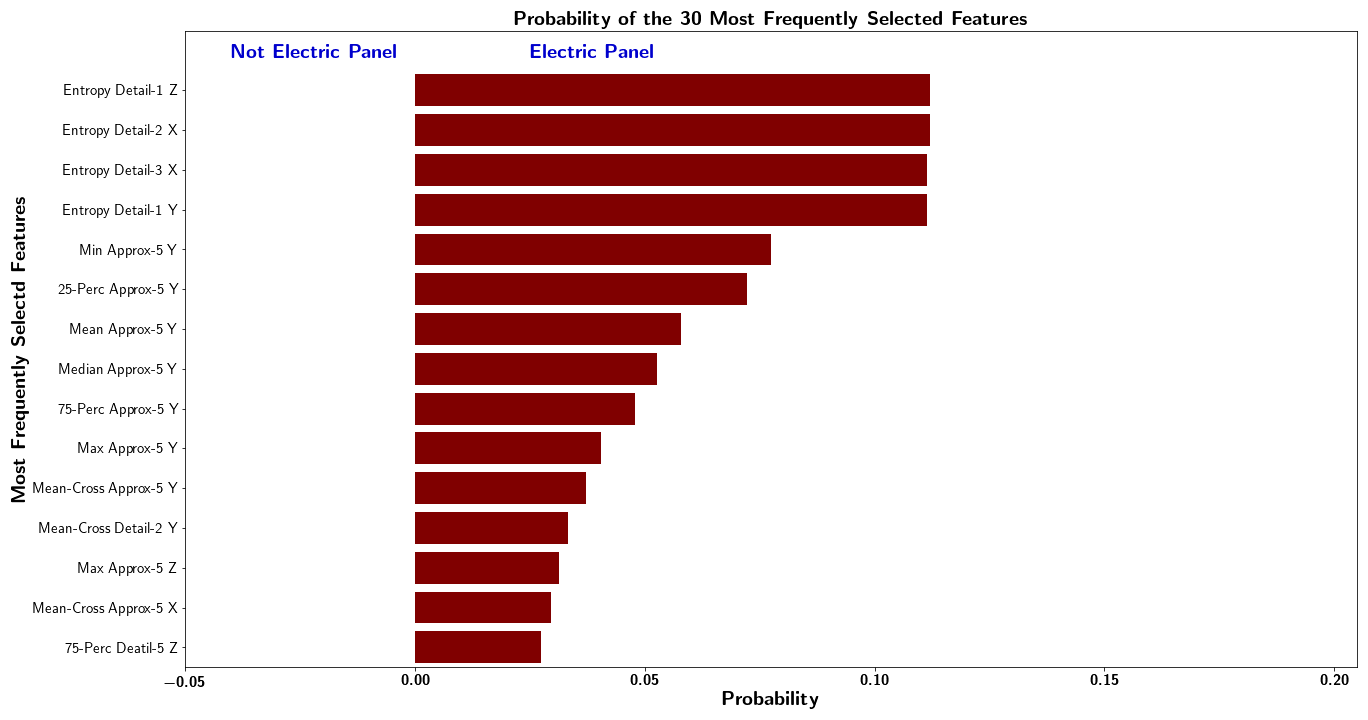 Probability of the 30 Most Frequently Selected Features
Not Electric Panel
Electric Panel
Most Frequently Selectd Features
Entropy Detail-1 Z
Entropy Detail-2 X
Entropy Detail-3 X
Entropy Detail-1 Y
Min Approx-5 Y
25-Perc Approx-5 Y
Mean Approx-5 Y
Median Approx-5 Y
75-Perc Approx-5 Y
Max Approx-5 Y
Mean-Cross Approx-5 Y
Mean-Cross Detail-2 Y
Max Approx-5 Z
Mean-Cross Approx-5 X
75-Perc Deatil-5 Z
−0.05 0.00 0.05 0.10 0.15 0.20
Probability